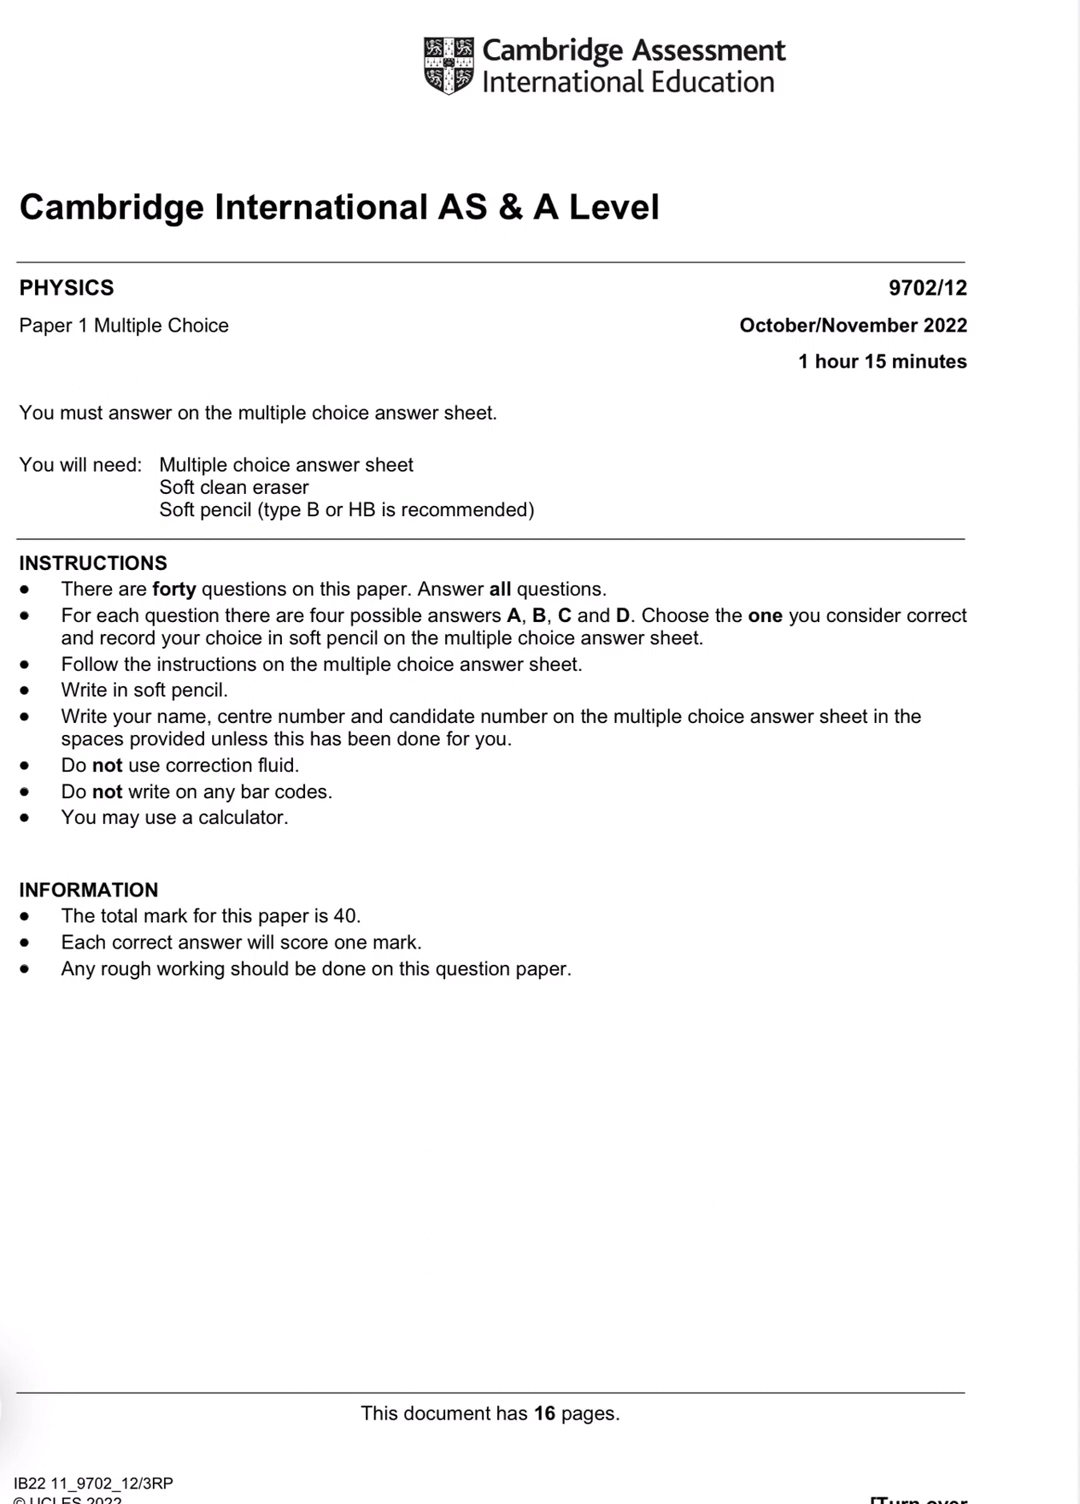 Cambridge Assessment
International Education
Cambridge International AS & A Level
PHYSICS 9702/12
Paper 1 Multiple Choice October/November 2022
1 hour 15 minutes
You must answer on the multiple choice answer sheet.
You will need: Multiple choice answer sheet
Soft clean eraser
Soft pencil (type B or HB is recommended)
INSTRUCTIONS
● There are forty questions on this paper. Answer all questions.
● For each question there are four possible answers A, B, C and D. Choose the one you consider correct
and record your choice in soft pencil on the multiple choice answer sheet.
● Follow the instructions on the multiple choice answer sheet.
● Write in soft pencil.
● Write your name, centre number and candidate number on the multiple choice answer sheet in the
spaces provided unless this has been done for you.
● Do not use correction fluid.
● Do not write on any bar codes.
● You may use a calculator.
INFORMATION
● The total mark for this paper is 40.
● Each correct answer will score one mark.
● Any rough working should be done on this question paper.
This document has 16 pages.
IB22 11_9702_12/3RP
© UCLES 2022 [Turn over